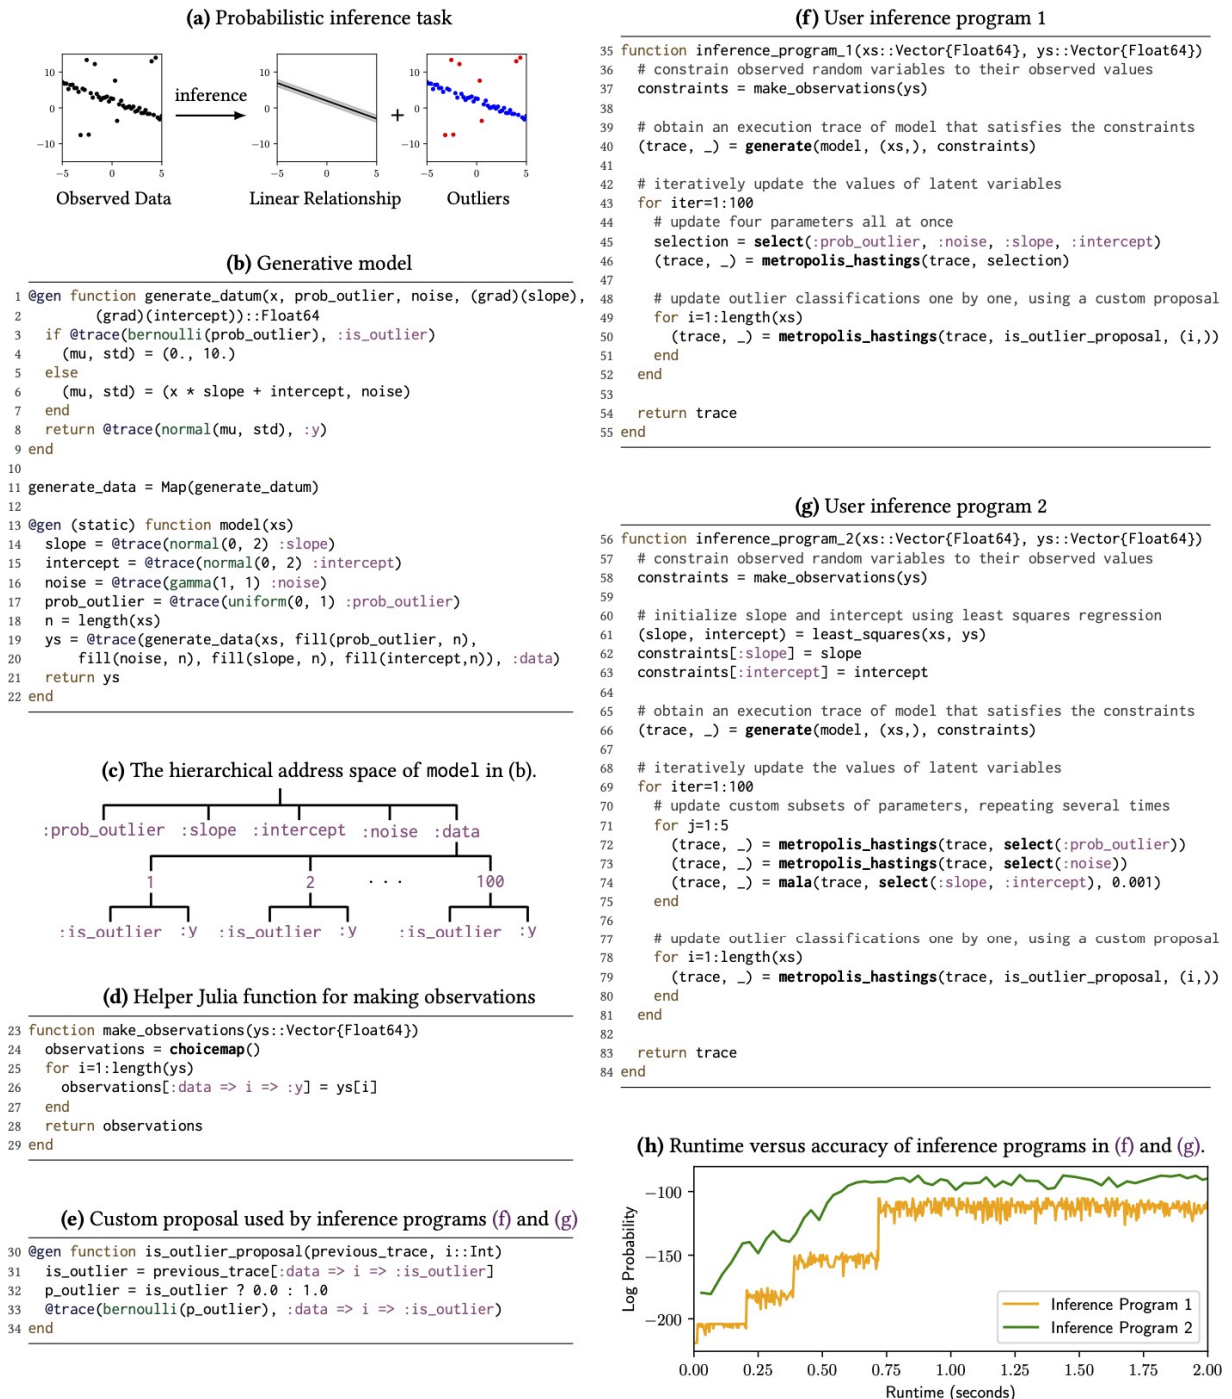 (a) Probabilistic inference task
10
0
−10
−5
0
5
Observed Data
inference
10
0
−10
−5
0
5
Linear Relationship
+
10
0
−10
−5
0
5
Outliers
(b) Generative model
1 @gen function generate_datum(x, prob_outlier, noise, (grad)(slope),
2         (grad)(intercept))::Float64
3   if @trace(bernoulli(prob_outlier), :is_outlier)
4     (mu, std) = (0., 10.)
5   else
6     (mu, std) = (x * slope + intercept, noise)
7   end
8   return @trace(normal(mu, std), :y)
9 end
10
11 generate_data = Map(generate_datum)
12
13 @gen (static) function model(xs)
14   slope = @trace(normal(0, 2) :slope)
15   intercept = @trace(normal(0, 2) :intercept)
16   noise = @trace(gamma(1, 1) :noise)
17   prob_outlier = @trace(uniform(0, 1) :prob_outlier)
18   n = length(xs)
19   ys = @trace(generate_data(xs, fill(prob_outlier, n),
20       fill(noise, n), fill(slope, n), fill(intercept,n)), :data)
21   return ys
22 end
(c) The hierarchical address space of model in (b).
:prob_outlier :slope :intercept :noise :data
1 2 · · · 100
:is_outlier :y :is_outlier :y :is_outlier :y
(d) Helper Julia function for making observations
23 function make_observations(ys::Vector{Float64})
24   observations = choicemap()
25   for i=1:length(ys)
26     observations[:data => i => :y] = ys[i]
27   end
28   return observations
29 end
(e) Custom proposal used by inference programs (f) and (g)
30 @gen function is_outlier_proposal(previous_trace, i::Int)
31   is_outlier = previous_trace[:data => i => :is_outlier]
32   p_outlier = is_outlier ? 0.0 : 1.0
33   @trace(bernoulli(p_outlier), :data => i => :is_outlier)
34 end
(f) User inference program 1
35 function inference_program_1(xs::Vector{Float64}, ys::Vector{Float64})
36   # constrain observed random variables to their observed values
37   constraints = make_observations(ys)
38
39   # obtain an execution trace of model that satisfies the constraints
40   (trace, _) = generate(model, (xs,), constraints)
41
42   # iteratively update the values of latent variables
43   for iter=1:100
44     # update four parameters all at once
45     selection = select(:prob_outlier, :noise, :slope, :intercept)
46     (trace, _) = metropolis_hastings(trace, selection)
47
48     # update outlier classifications one by one, using a custom proposal
49     for i=1:length(xs)
50       (trace, _) = metropolis_hastings(trace, is_outlier_proposal, (i,))
51     end
52   end
53
54   return trace
55 end
(g) User inference program 2
56 function inference_program_2(xs::Vector{Float64}, ys::Vector{Float64})
57   # constrain observed random variables to their observed values
58   constraints = make_observations(ys)
59
60   # initialize slope and intercept using least squares regression
61   (slope, intercept) = least_squares(xs, ys)
62   constraints[:slope] = slope
63   constraints[:intercept] = intercept
64
65   # obtain an execution trace of model that satisfies the constraints
66   (trace, _) = generate(model, (xs,), constraints)
67
68   # iteratively update the values of latent variables
69   for iter=1:100
70     # update custom subsets of parameters, repeating several times
71     for j=1:5
72       (trace, _) = metropolis_hastings(trace, select(:prob_outlier))
73       (trace, _) = metropolis_hastings(trace, select(:noise))
74       (trace, _) = mala(trace, select(:slope, :intercept), 0.001)
75     end
76
77     # update outlier classifications one by one, using a custom proposal
78     for i=1:length(xs)
79       (trace, _) = metropolis_hastings(trace, is_outlier_proposal, (i,))
80     end
81   end
82
83   return trace
84 end
(h) Runtime versus accuracy of inference programs in (f) and (g).
Log Probability
−100
−150
−200
Inference Program 1
Inference Program 2
0.00 0.25 0.50 0.75 1.00 1.25 1.50 1.75 2.00
Runtime (seconds)